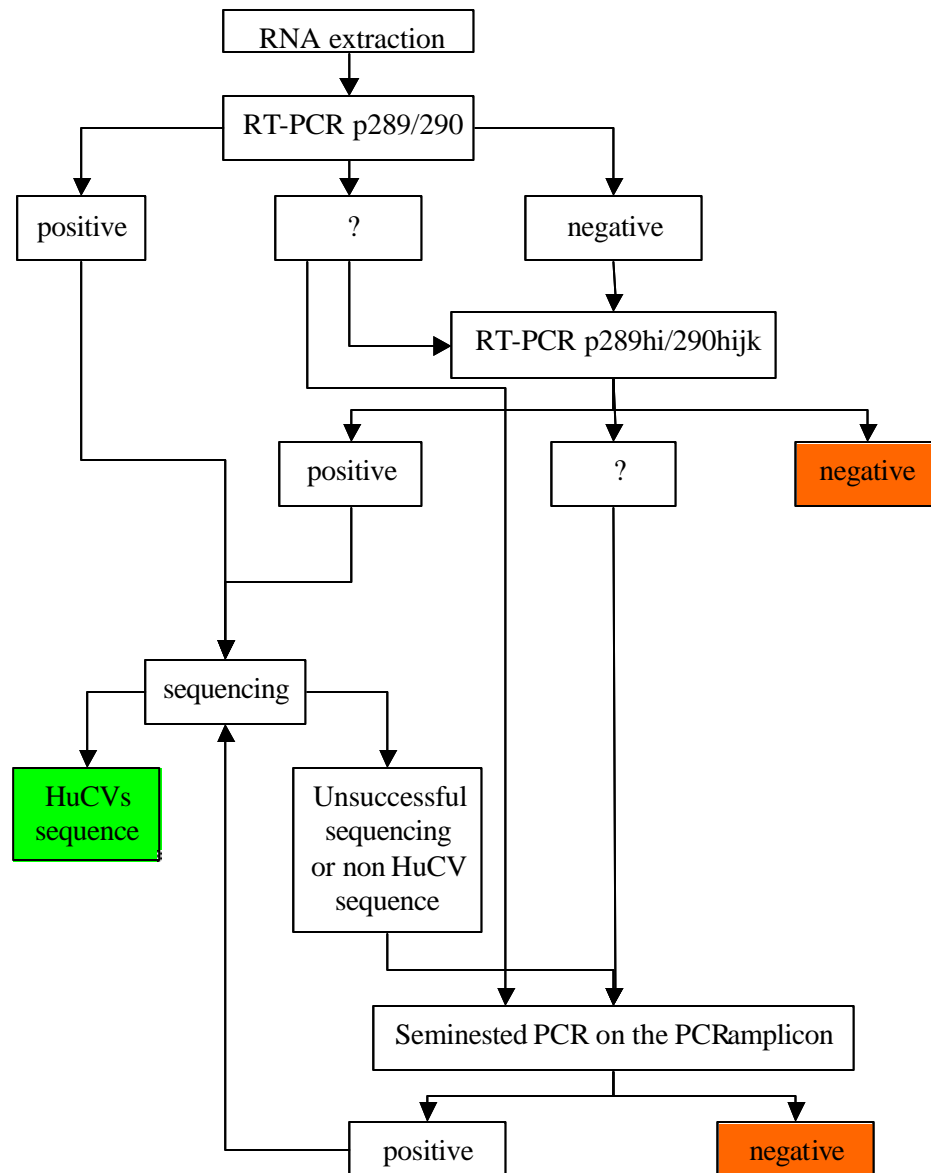 RNA extraction
RT-PCR p289/290
positive
?
negative
RT-PCR p289hi/290hijk
positive
?
negative
sequencing
HuCVs
sequence
Unsuccessful
sequencing
or non HuCV
sequence
Seminested PCR on the PCRamplicon
positive
negative